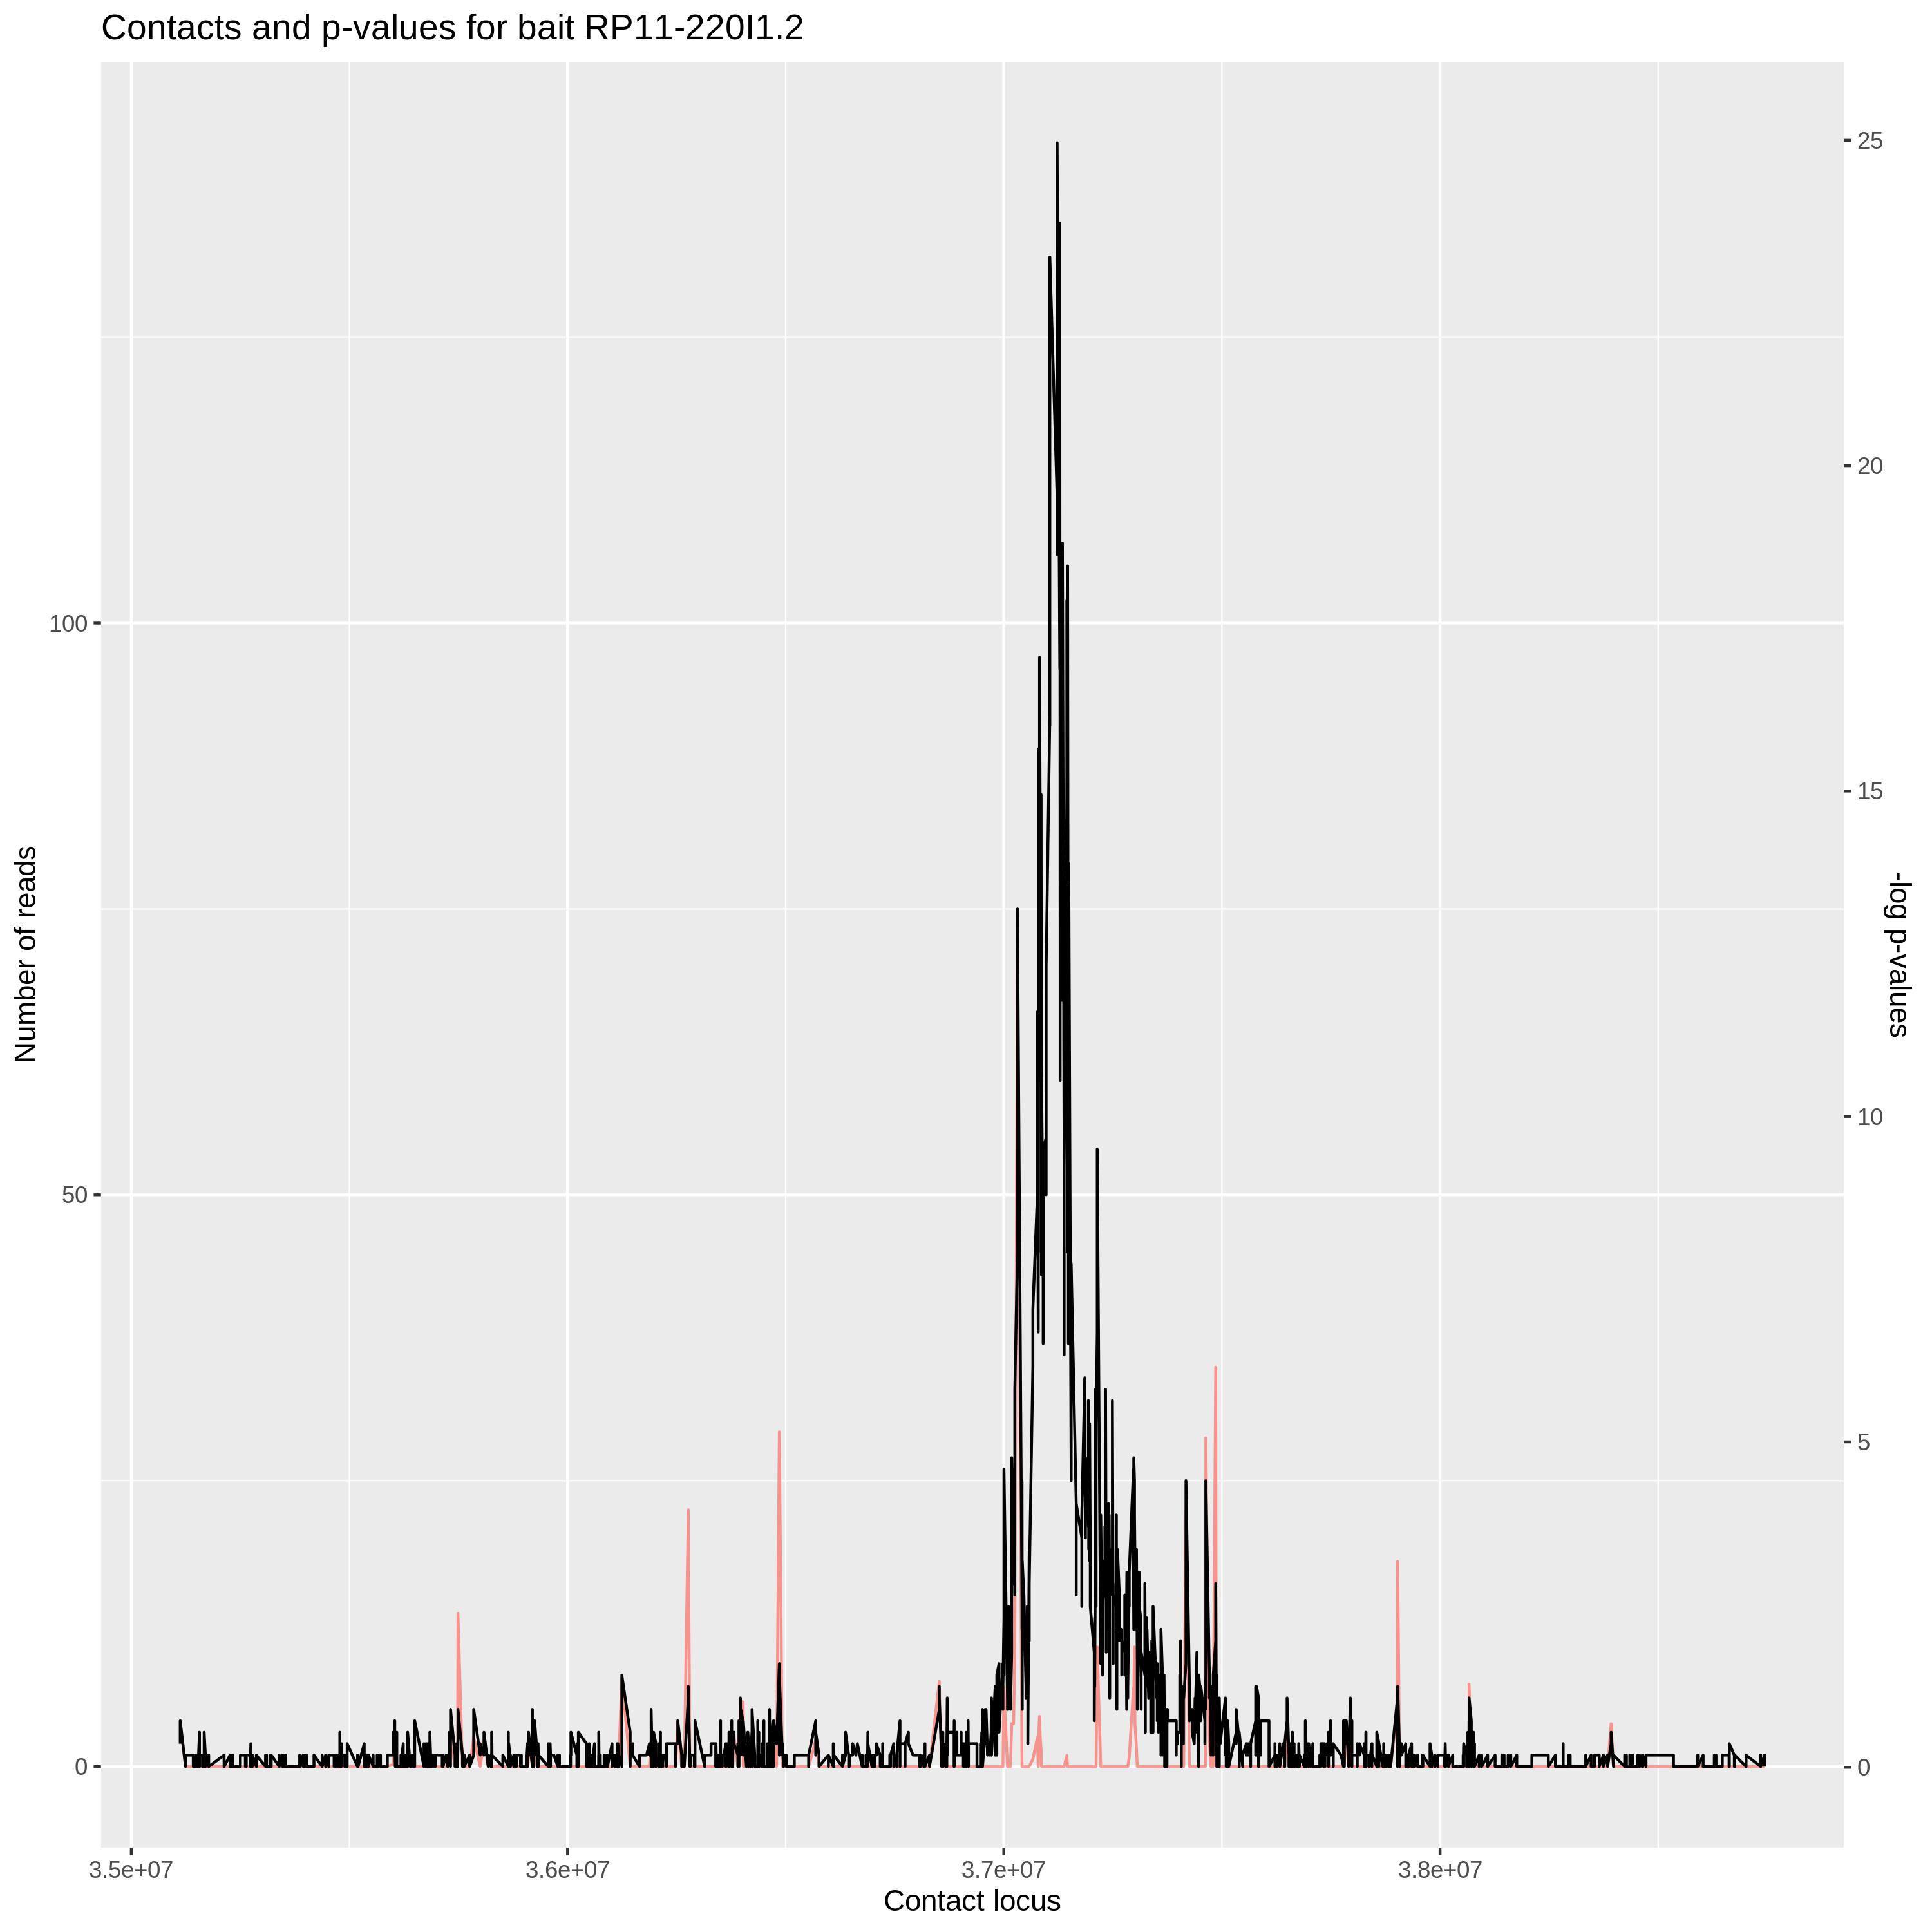 Contacts and p-values for bait RP11-220I1.2
25
20
100
15
Number of reads
-log p-values
10
50
5
0
0
3.5e+07
3.6e+07
3.7e+07
3.8e+07
Contact locus